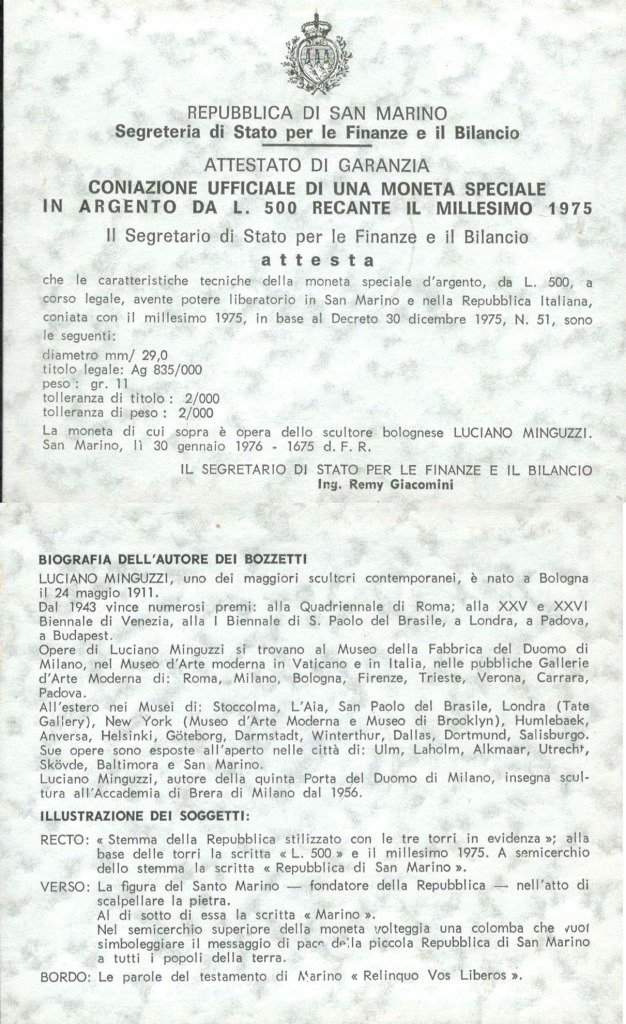 REPUBBLICA DI SAN MARINO
Segreteria di Stato per le Finanze e il Bilancio
ATTESTATO DI GARANZIA
CONIAZIONE UFFICIALE DI UNA MONETA SPECIALE
IN ARGENTO DA L. 500 RECANTE IL MILLESIMO 1975
Il Segretario di Stato per le Finanze e il Bilancio
attesta
che le caratteristiche tecniche della moneta speciale d'argento, da L. 500, a
corso legale, avente potere liberatorio in San Marino e nella Repubblica Italiana,
coniata con il millesimo 1975, in base al Decreto 30 dicembre 1975, N. 51, sono
le seguenti:
diametro mm/ 29,0
titolo legale: Ag 835/000
peso : gr. 11
tolleranza di titolo : 2/000
tolleranza di peso : 2/000
La moneta di cui sopra è opera dello scultore bolognese LUCIANO MINGUZZI.
San Marino, lì 30 gennaio 1976 - 1675 d. F. R.
IL SEGRETARIO DI STATO PER LE FINANZE E IL BILANCIO
Ing. Remy Giacomini
BIOGRAFIA DELL'AUTORE DEI BOZZETTI
LUCIANO MINGUZZI, uno dei maggiori scultori contemporanei, è nato a Bologna
il 24 maggio 1911.
Dal 1943 vince numerosi premi: alla Quadriennale di Roma; alla XXV e XXVI
Biennale di Venezia, alla I Biennale di S. Paolo del Brasile, a Londra, a Padova,
a Budapest.
Opere di Luciano Minguzzi si trovano al Museo della Fabbrica del Duomo di
Milano, nel Museo d'Arte moderna in Vaticano e in Italia, nelle pubbliche Gallerie
d'Arte Moderna di: Roma, Milano, Bologna, Firenze, Trieste, Verona, Carrara,
Padova.
All'estero nei Musei di: Stoccolma, L'Aia, San Paolo del Brasile, Londra (Tate
Gallery), New York (Museo d'Arte Moderna e Museo di Brooklyn), Humlebaek,
Anversa, Helsinki, Göteborg, Darmstadt, Winterthur, Dallas, Dortmund, Salisburgo.
Sue opere sono esposte all'aperto nelle città di: Ulm, Laholm, Alkmaar, Utrecht,
Skövde, Baltimora e San Marino.
Luciano Minguzzi, autore della quinta Porta del Duomo di Milano, insegna scul-
tura all'Accademia di Brera di Milano dal 1956.
ILLUSTRAZIONE DEI SOGGETTI:
RECTO: « Stemma della Repubblica stilizzato con le tre torri in evidenza »; alla
base delle torri la scritta « L. 500 » e il millesimo 1975. A semicerchio
dello stemma la scritta « Repubblica di San Marino ».
VERSO: La figura del Santo Marino — fondatore della Repubblica — nell'atto di
scalpellare la pietra.
Al di sotto di essa la scritta « Marino ».
Nel semicerchio superiore della moneta volteggia una colomba che vuol
simboleggiare il messaggio di pace della piccola Repubblica di San Marino
a tutti i popoli della terra.
BORDO: Le parole del testamento di Marino « Relinquo Vos Liberos ».